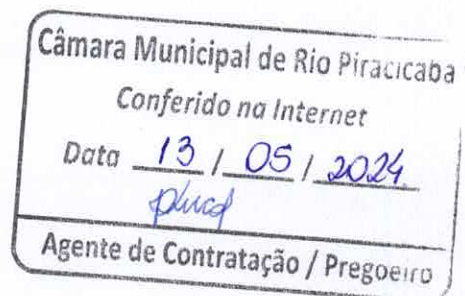 Câmara Municipal de Rio Piracicaba
Conferido na Internet
Data 13 / 05 / 2024
Agente de Contratação / Pregoeiro